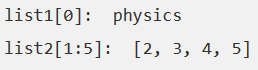 list1[0]:  physics
list2[1:5]:  [2, 3, 4, 5]